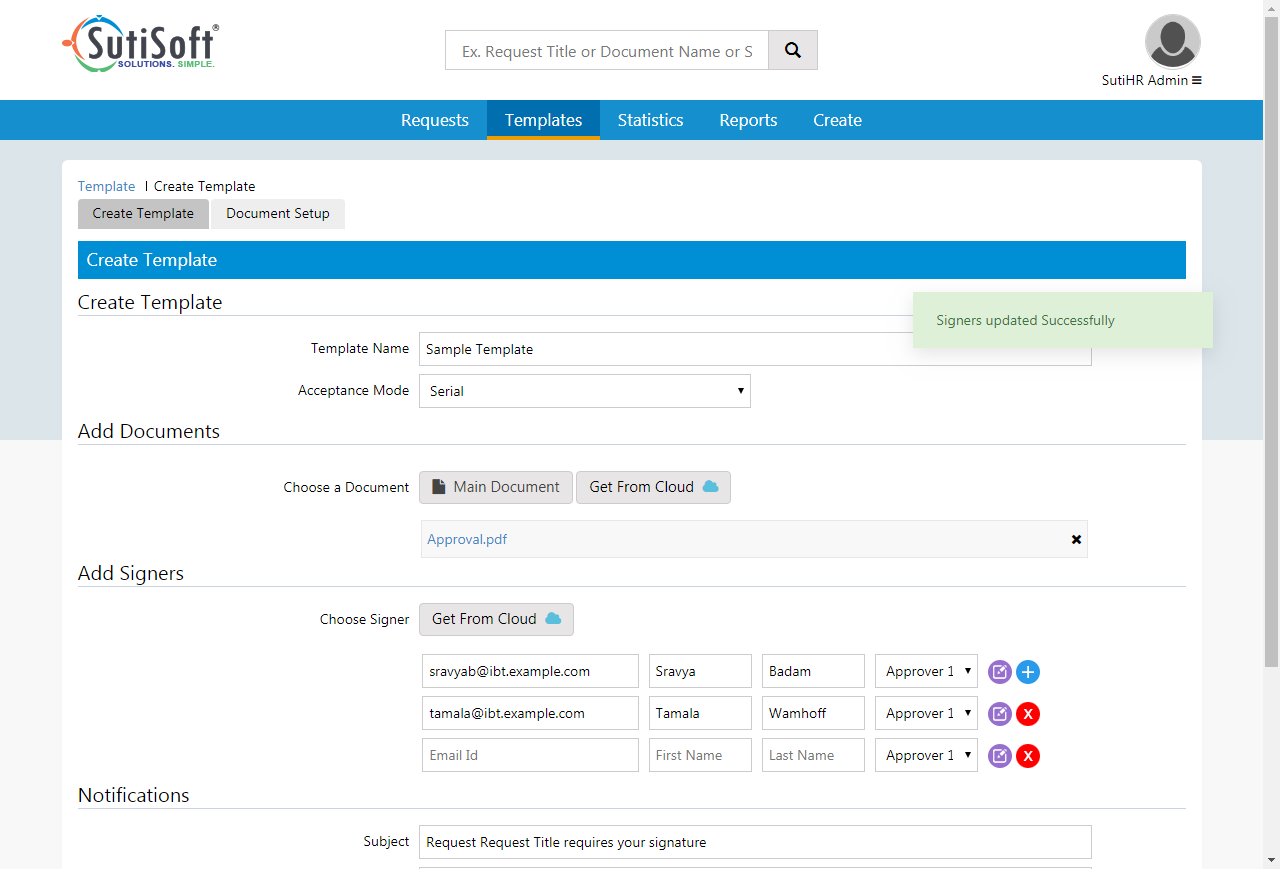 SutiSoft®
SOLUTIONS. SIMPLE.
Ex. Request Title or Document Name or S
SutiHR Admin
Requests Templates Statistics Reports Create
Template I Create Template
Create Template Document Setup
Create Template
Create Template
Signers updated Successfully
Template Name Sample Template
Acceptance Mode Serial
Add Documents
Choose a Document Main Document Get From Cloud
Approval.pdf
Add Signers
Choose Signer Get From Cloud
sravyab@ibt.example.com Sravya Badam Approver 1
tamala@ibt.example.com Tamala Wamhoff Approver 1 X
Email Id First Name Last Name Approver 1 X
Notifications
Subject Request Request Title requires your signature